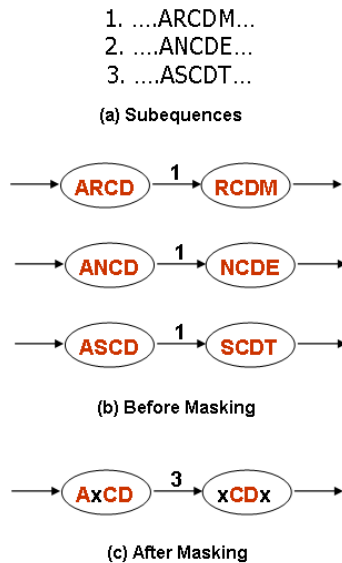 1. ....ARCDM...
2. ....ANCDE...
3. ....ASCDT...
(a) Subequences
1
ARCD RCDM
1
ANCD NCDE
1
ASCD SCDT
(b) Before Masking
3
AxCD xCDx
(c) After Masking